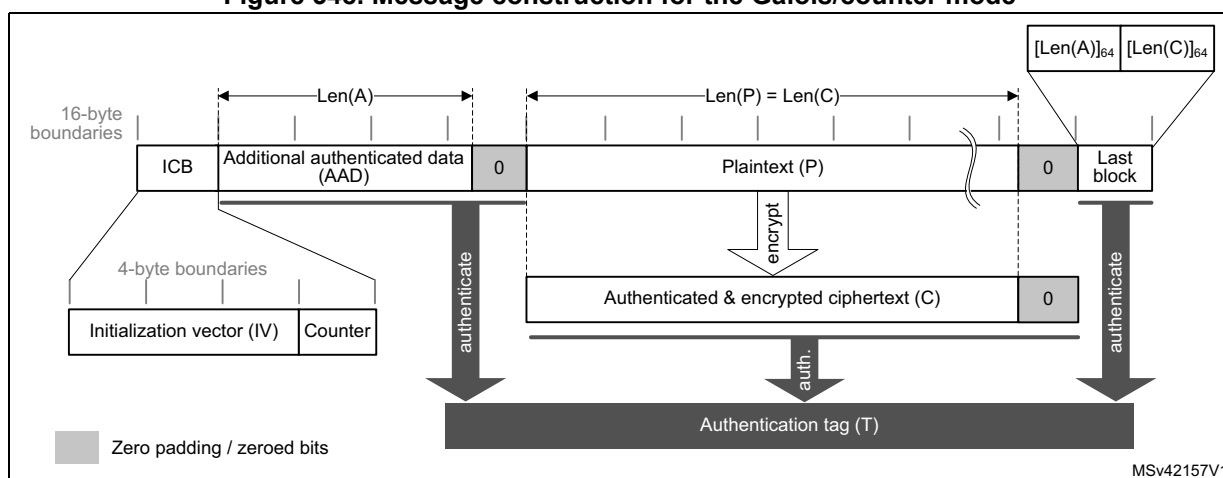 Figure Message construction for the Galois/counter mode
[Len(A)]64 [Len(C)]64
16-byte
boundaries
Len(A)
Len(P) = Len(C)
ICB
Additional authenticated data
(AAD)
0
Plaintext (P)
0
Last
block
encrypt
4-byte boundaries
Initialization vector (IV)
Counter
Authenticated & encrypted ciphertext (C)
0
authenticate
auth.
authenticate
Authentication tag (T)
Zero padding / zeroed bits
MSv42157V1